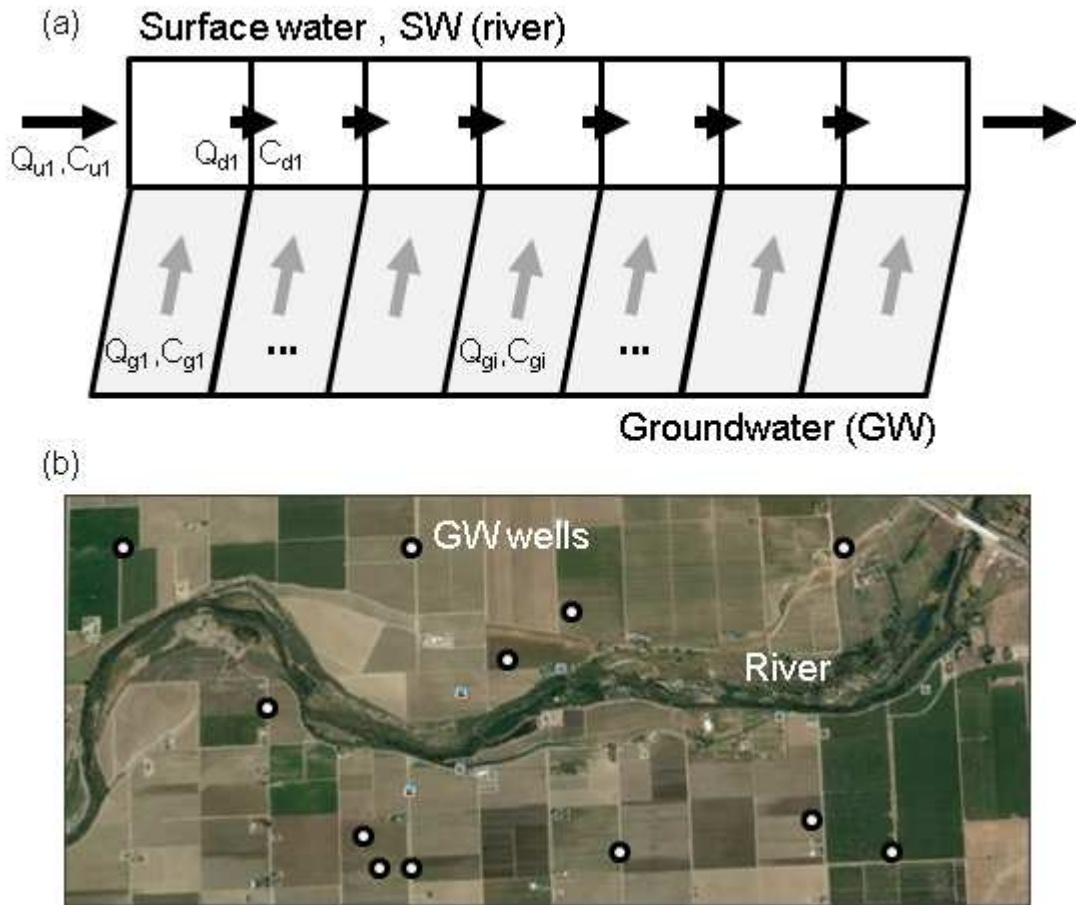 (a) Surface water , SW (river)
Qu1 ,Cu1
Qd1 Cd1
Qg1 ,Cg1 ... Qgi, Cgi ...
Groundwater (GW)
(b)
GW wells
River